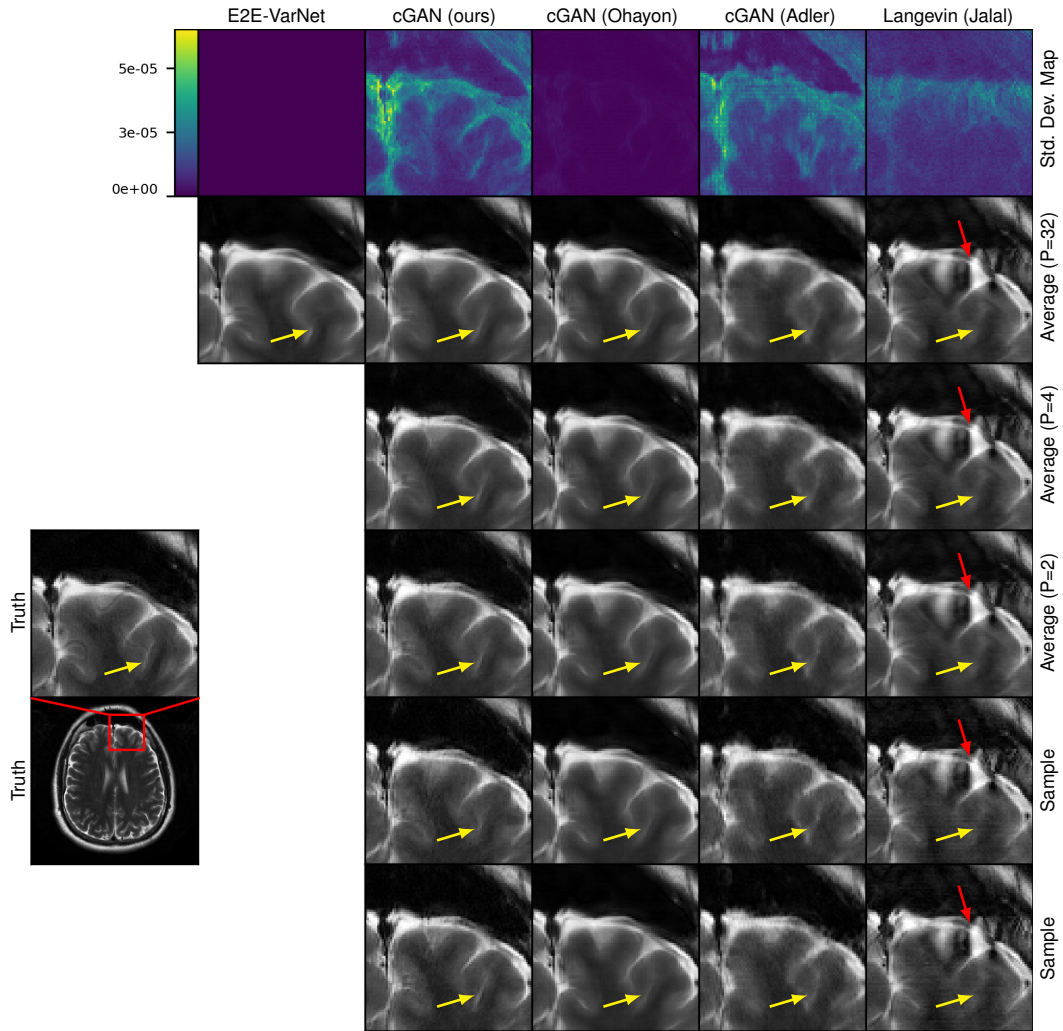 E2E-VarNet
cGAN (ours)
cGAN (Ohayon)
cGAN (Adler)
Langevin (Jalal)
5e-05
3e-05
0e+00
Std. Dev. Map
Average (P=32)
Average (P=4)
Truth
Average (P=2)
Truth
Sample
Sample